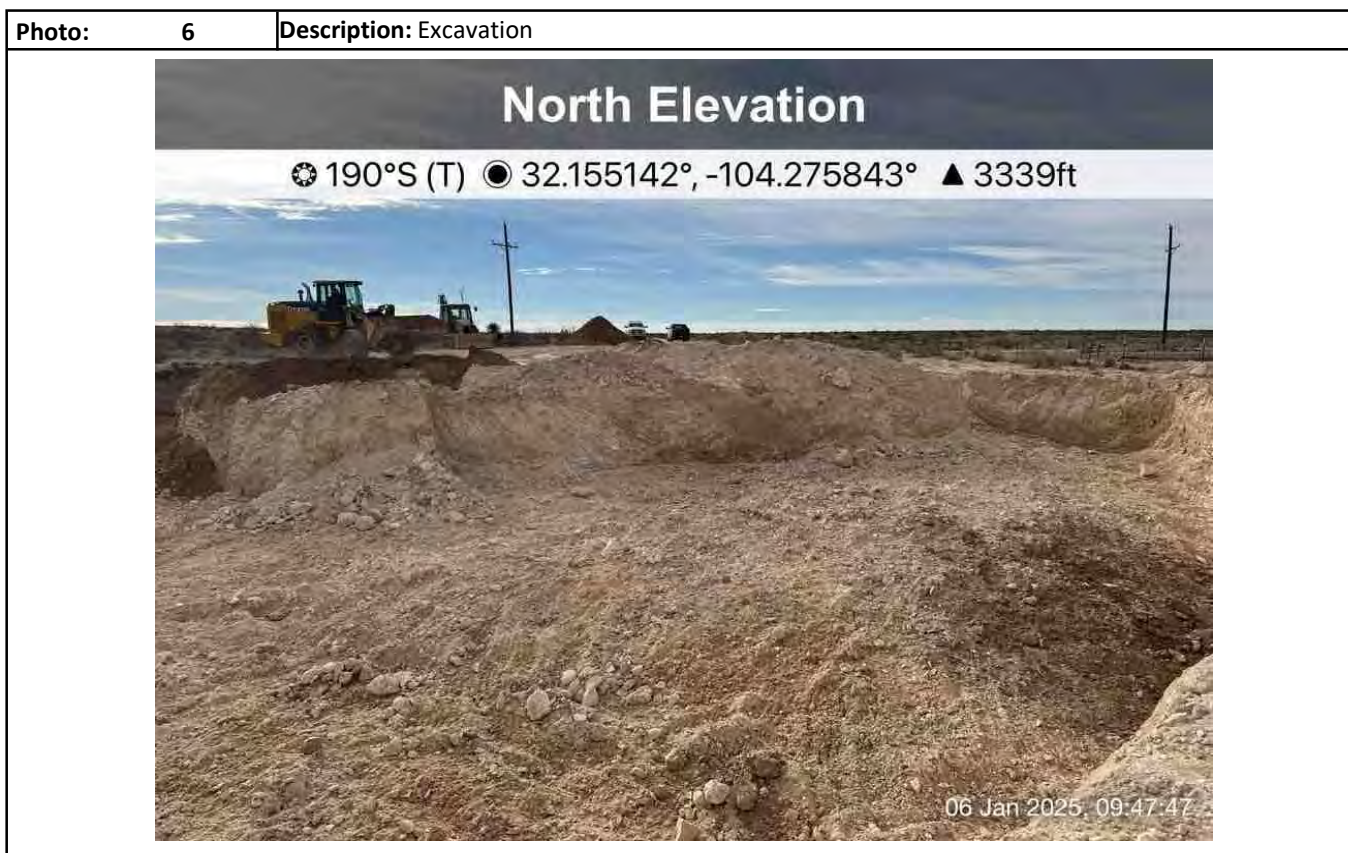 Photo: 6 Description: Excavation
North Elevation
190°S (T) 32.155142°, -104.275843° ▲ 3339ft
06 Jan 2025, 09:47:47